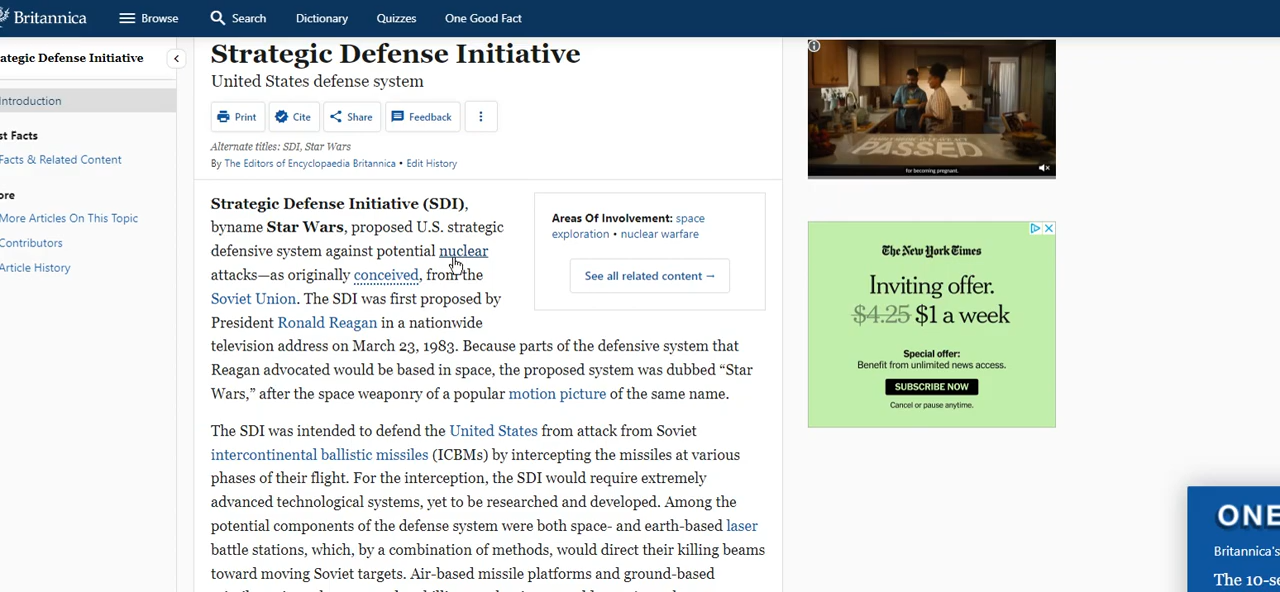 Britannica Browse Search Dictionary Quizzes One Good Fact
ategic Defense Initiative
Introduction
st Facts
Facts & Related Content
ore
More Articles On This Topic
Contributors
Article History
Strategic Defense Initiative
United States defense system
Print Cite Share Feedback
Alternate titles: SDI, Star Wars
By The Editors of Encyclopaedia Britannica • Edit History
Strategic Defense Initiative (SDI),
byname Star Wars, proposed U.S. strategic
defensive system against potential nuclear
attacks—as originally conceived, from the
Soviet Union. The SDI was first proposed by
President Ronald Reagan in a nationwide
television address on March 23, 1983. Because parts of the defensive system that
Reagan advocated would be based in space, the proposed system was dubbed “Star
Wars,” after the space weaponry of a popular motion picture of the same name.
The SDI was intended to defend the United States from attack from Soviet
intercontinental ballistic missiles (ICBMs) by intercepting the missiles at various
phases of their flight. For the interception, the SDI would require extremely
advanced technological systems, yet to be researched and developed. Among the
potential components of the defense system were both space- and earth-based laser
battle stations, which, by a combination of methods, would direct their killing beams
toward moving Soviet targets. Air-based missile platforms and ground-based
Areas Of Involvement: space
exploration • nuclear warfare
See all related content →
PASSED
for becoming pregnant.
The New York Times
Inviting offer.
$4.25 $1 a week
Special offer:
Benefit from unlimited news access.
SUBSCRIBE NOW
Cancel or pause anytime.
ONE
Britannica's
The 10-se